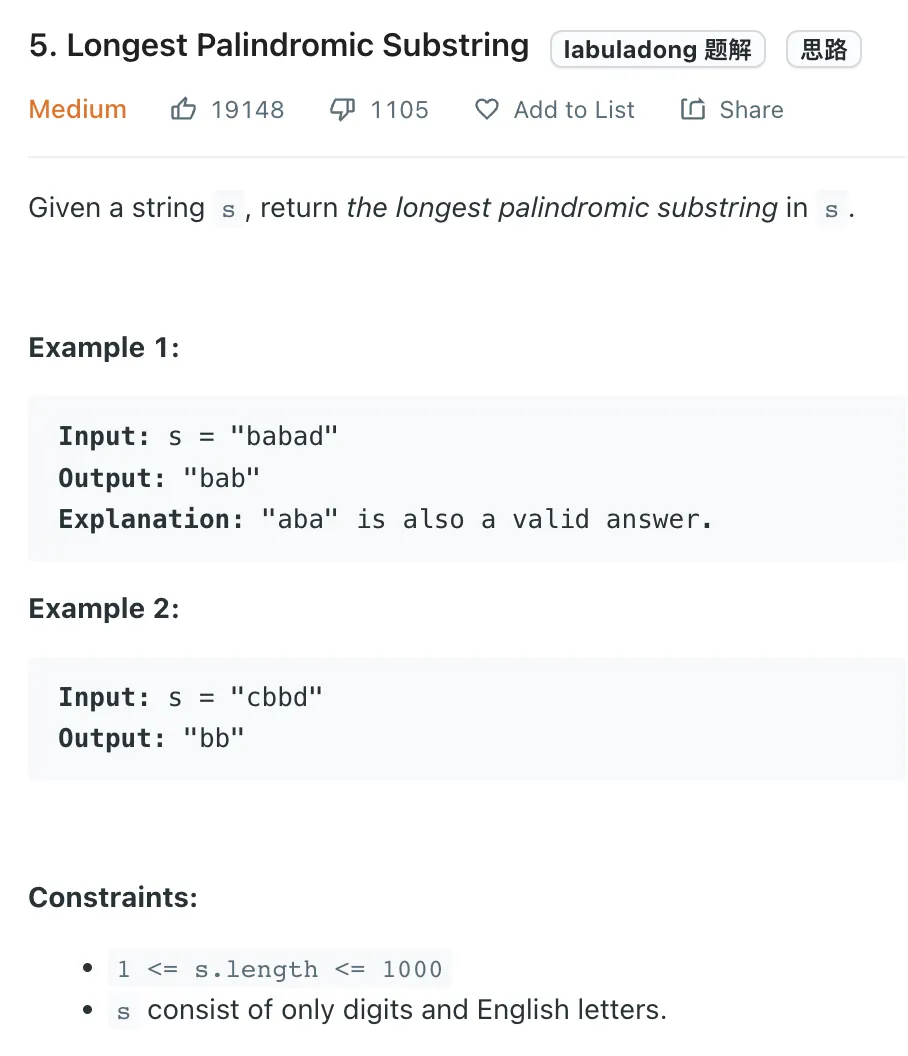 5. Longest Palindromic Substring labuladong 题解 思路
Medium 19148 1105 Add to List Share
Given a string s, return the longest palindromic substring in s.
Example 1:
Input: s = "babad"
Output: "bab"
Explanation: "aba" is also a valid answer.
Example 2:
Input: s = "cbbd"
Output: "bb"
Constraints:
• 1 <= s.length <= 1000
• s consist of only digits and English letters.